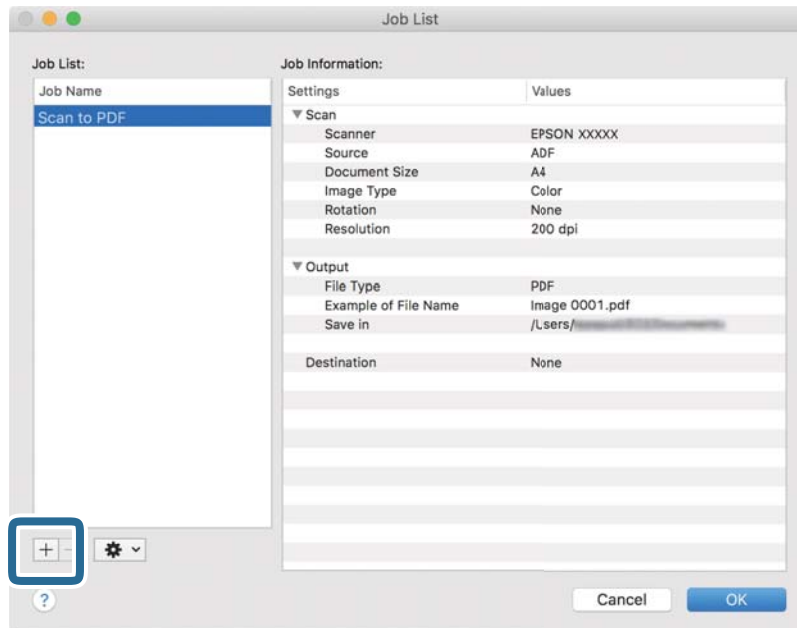 Job List
Job List:
Job Name
Scan to PDF
Job Information:
Settings Values
Scan
Scanner EPSON XXXXX
Source ADF
Document Size A4
Image Type Color
Rotation None
Resolution 200 dpi
Output
File Type PDF
Example of File Name Image 0001.pdf
Save in /Users/
Destination None
+ -
?
Cancel OK